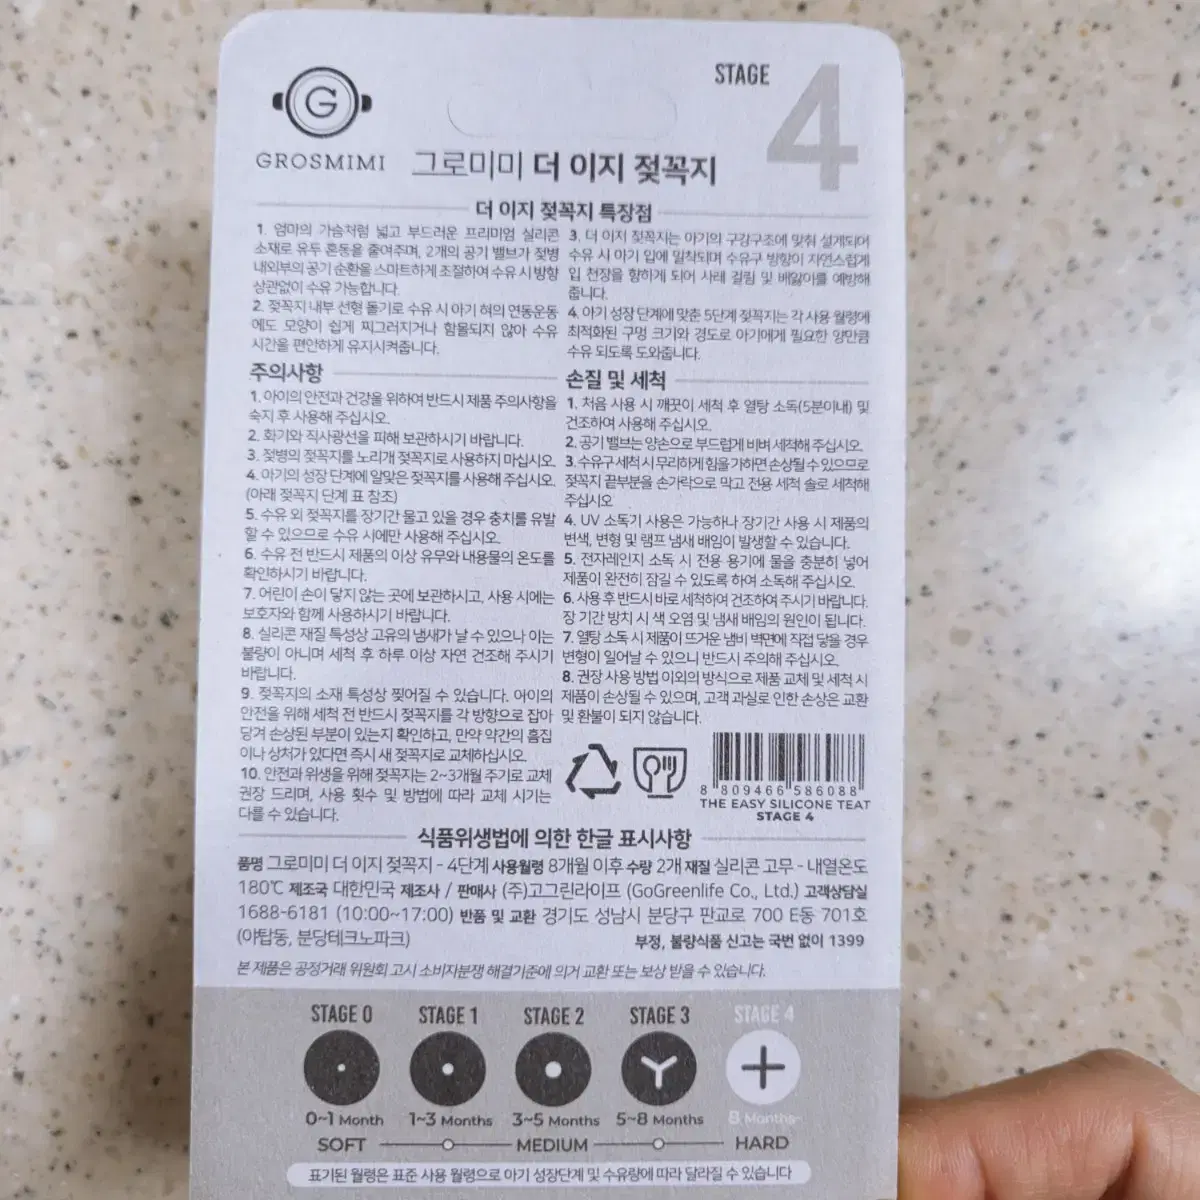 G
GROSMIMI
STAGE
4
그로미미 더 이지 젖꼭지
더 이지 젖꼭지 특장점
1. 엄마의 가슴처럼 넓고 부드러운 프리미엄 실리콘
소재로 유두 혼동을 줄여주며, 2개의 공기 밸브가 젖병
내외부의 공기 순환을 스마트하게 조절하여 수유 시 방향
상관없이 수유 가능합니다.
2. 젖꼭지 내부 선형 돌기로 수유 시 아기 혀의 연동운동
에도 모양이 쉽게 찌그러지거나 함몰되지 않아 수유
시간을 편안하게 유지시켜줍니다.
3. 더 이지 젖꼭지는 아기의 구강구조에 맞춰 설계되어
수유 시 아기 입에 밀착되며 수유구 방향이 자연스럽게
입 천장을 향하게 되어 사레 걸림 및 배앓이를 예방해
줍니다.
4. 아기 성장 단계에 맞춘 5단계 젖꼭지는 각 사용 월령에
최적화된 구멍 크기와 경도로 아기에게 필요한 양만큼
수유 되도록 도와줍니다.
주의사항
1. 아이의 안전과 건강을 위하여 반드시 제품 주의사항을
숙지 후 사용해 주십시오.
2. 화기와 직사광선을 피해 보관하시기 바랍니다.
3. 젖병의 젖꼭지를 노리개 젖꼭지로 사용하지 마십시오.
4. 아기의 성장 단계에 알맞은 젖꼭지를 사용해 주십시오.
(아래 젖꼭지 단계 표 참조)
5. 수유 외 젖꼭지를 장기간 물고 있을 경우 충치를 유발
할 수 있으므로 수유 시에만 사용해 주십시오.
6. 수유 전 반드시 제품의 이상 유무와 내용물의 온도를
확인하시기 바랍니다.
7. 어린이 손이 닿지 않는 곳에 보관하시고, 사용 시에는
보호자와 함께 사용하시기 바랍니다.
8. 실리콘 재질 특성상 고유의 냄새가 날 수 있으나 이는
불량이 아니며 세척 후 하루 이상 자연 건조해 주시기
바랍니다.
9. 젖꼭지의 소재 특성상 찢어질 수 있습니다. 아이의
안전을 위해 세척 전 반드시 젖꼭지를 각 방향으로 잡아
당겨 손상된 부분이 있는지 확인하고, 만약 약간의 흠집
이나 상처가 있다면 즉시 새 젖꼭지로 교체하십시오.
10. 안전과 위생을 위해 젖꼭지는 2~3개월 주기로 교체
권장 드리며, 사용 횟수 및 방법에 따라 교체 시기는
다를 수 있습니다.
손질 및 세척
1. 처음 사용 시 깨끗이 세척 후 열탕 소독(5분이내) 및
건조하여 사용해 주십시오.
2. 공기 밸브는 양손으로 부드럽게 비벼 세척해 주십시오.
3. 수유구 세척 시 무리하게 힘을 가하면 손상될 수 있으므로
젖꼭지 끝부분을 손가락으로 막고 전용 세척 솔로 세척해
주십시오
4. UV 소독기 사용은 가능하나 장기간 사용 시 제품의
변색, 변형 및 램프 냄새 배임이 발생할 수 있습니다.
5. 전자레인지 소독 시 전용 용기에 물을 충분히 넣어
제품이 완전히 잠길 수 있도록 하여 소독해 주십시오.
6. 사용 후 반드시 바로 세척하여 건조하여 주시기 바랍니다.
장 기간 방치 시 색 오염 및 냄새 배임의 원인이 됩니다.
7. 열탕 소독 시 제품이 뜨거운 냄비 벽면에 직접 닿을 경우
변형이 일어날 수 있으니 반드시 주의해 주십시오.
8. 권장 사용 방법 이외의 방식으로 제품 교체 및 세척 시
제품이 손상될 수 있으며, 고객 과실로 인한 손상은 교환
및 환불이 되지 않습니다.
8 809466 586088
THE EASY SILICONE TEAT
STAGE 4
식품위생법에 의한 한글 표시사항
품명 그로미미 더 이지 젖꼭지 - 4단계 사용월령 8개월 이후 수량 2개 재질 실리콘 고무 - 내열온도
180℃ 제조국 대한민국 제조사 / 판매사 (주)고그린라이프 (GoGreenlife Co., Ltd.) 고객상담실
1688-6181 (10:00~17:00) 반품 및 교환 경기도 성남시 분당구 판교로 700 E동 701호
(야탑동, 분당테크노파크) 부정, 불량식품 신고는 국번 없이 1399
본 제품은 공정거래 위원회 고시 소비자분쟁 해결기준에 의거 교환 또는 보상 받을 수 있습니다.
STAGE 0 STAGE 1 STAGE 2 STAGE 3 STAGE 4
0~1 Month 1~3 Months 3~5 Months 5~8 Months 8 Months~
SOFT MEDIUM HARD
표기된 월령은 표준 사용 월령으로 아기 성장단계 및 수유량에 따라 달라질 수 있습니다